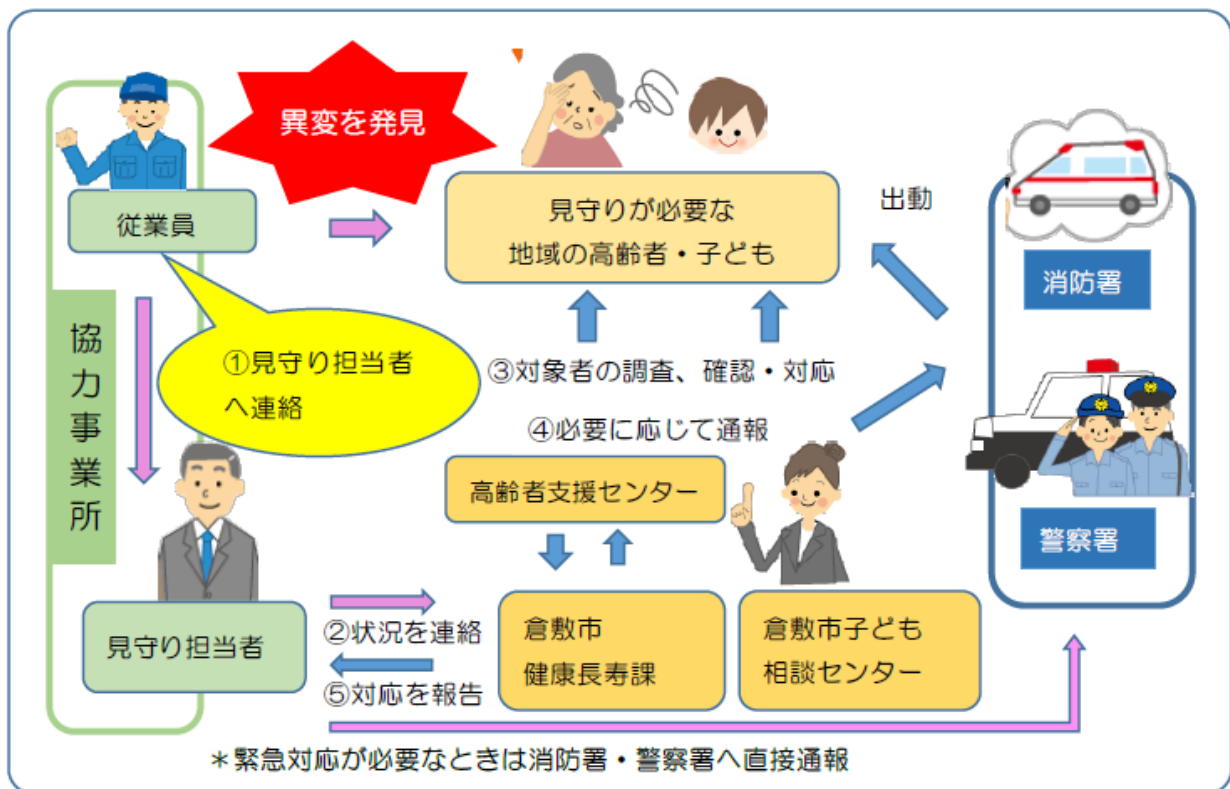 異変を発見
従業員
見守りが必要な
地域の高齢者・子ども
出動
消防署
協力事業所
①見守り担当者
へ連絡
③対象者の調査、確認・対応
④必要に応じて通報
高齢者支援センター
警察署
見守り担当者
②状況を連絡
⑤対応を報告
倉敷市
健康長寿課
倉敷市子ども
相談センター
＊緊急対応が必要なときは消防署・警察署へ直接通報